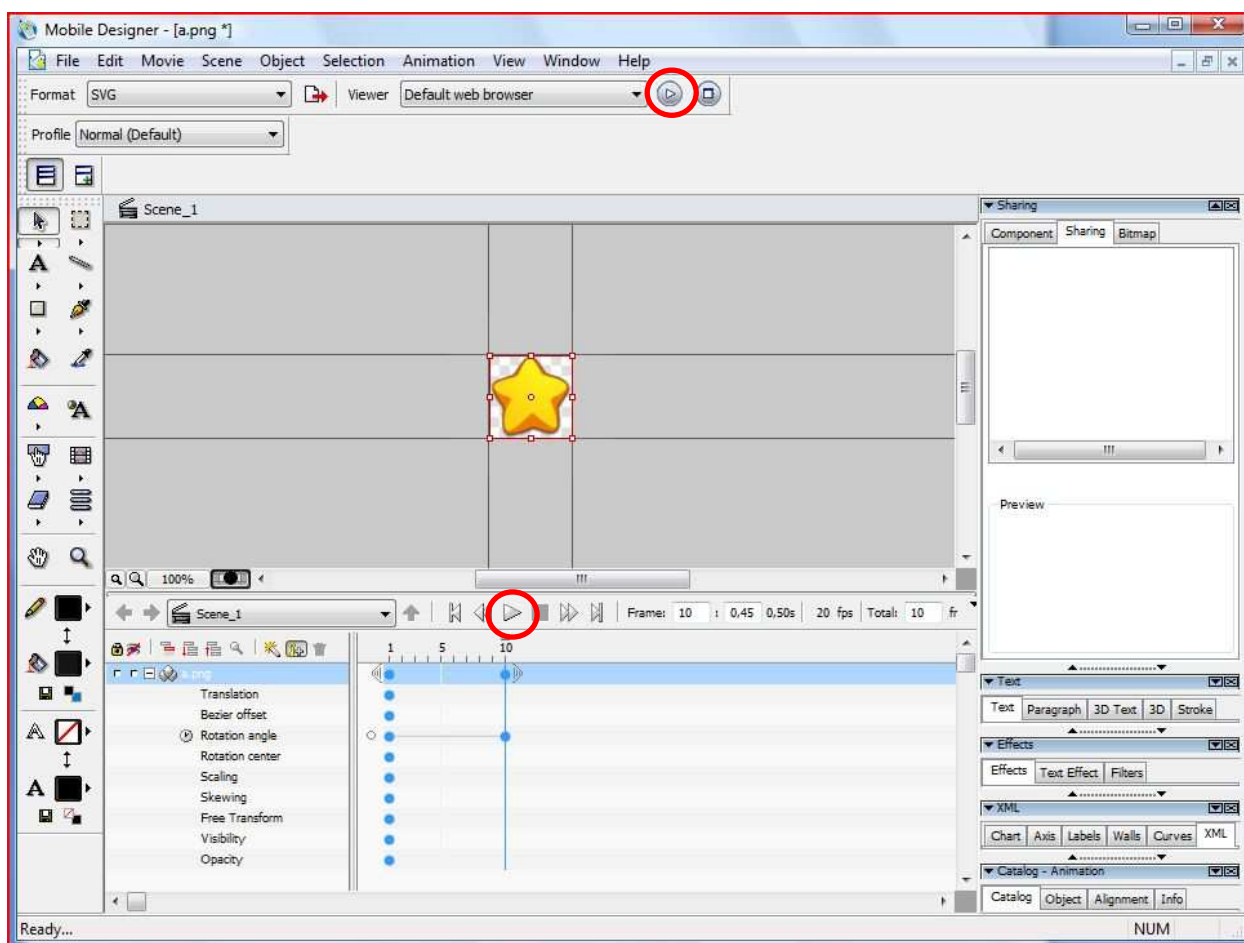 Mobile Designer - [a.png *]
File Edit Movie Scene Object Selection Animation View Window Help
Format SVG Viewer Default web browser
Profile Normal (Default)
Scene_1
Sharing
Component Sharing Bitmap
Preview
100%
Scene_1 Frame: 10 : 0,45 0,50s 20 fps Total: 10 fr
1 5 10
a.png
Translation
Bezier offset
Rotation angle
Rotation center
Scaling
Skewing
Free Transform
Visibility
Opacity
Text
Text Paragraph 3D Text 3D Stroke
Effects
Effects Text Effect Filters
XML
Chart Axis Labels Walls Curves XML
Catalog - Animation
Catalog Object Alignment Info
Ready... NUM